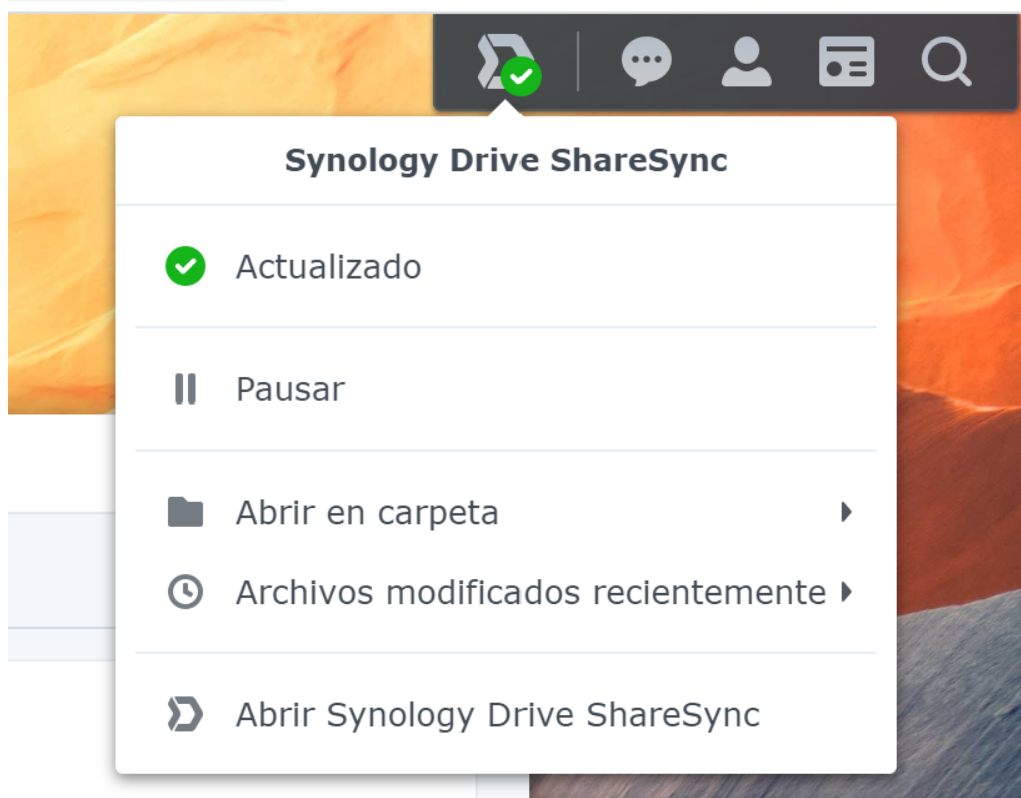 Synology Drive ShareSync
Actualizado
Pausar
Abrir en carpeta
Archivos modificados recientemente
Abrir Synology Drive ShareSync